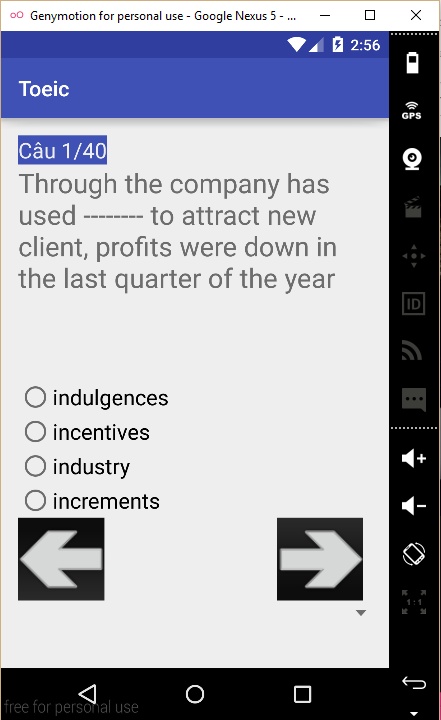 Genymotion for personal use - Google Nexus 5 - ...
2:56
Toeic
GPS
Câu 1/40
Through the company has
used -------- to attract new
client, profits were down in
the last quarter of the year
ID
indulgences
incentives
industry
increments
1:1
free for personal use